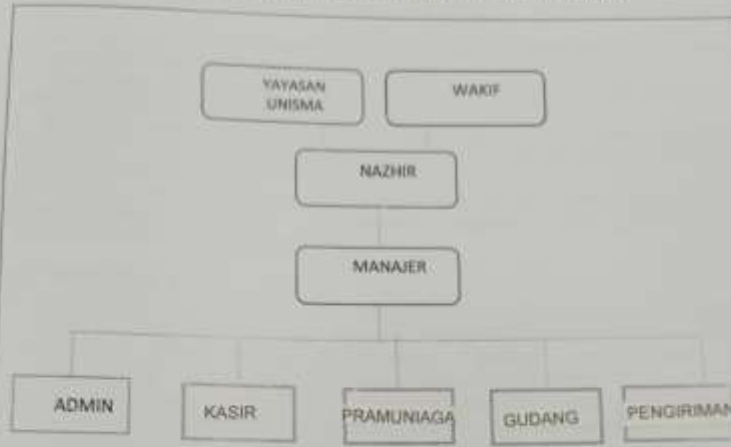 YAYASAN
UNISMA
WAKIF
NAZHIR
MANAJER
ADMIN
KASIR
PRAMUNIAGA
GUDANG
PENGIRIMAN